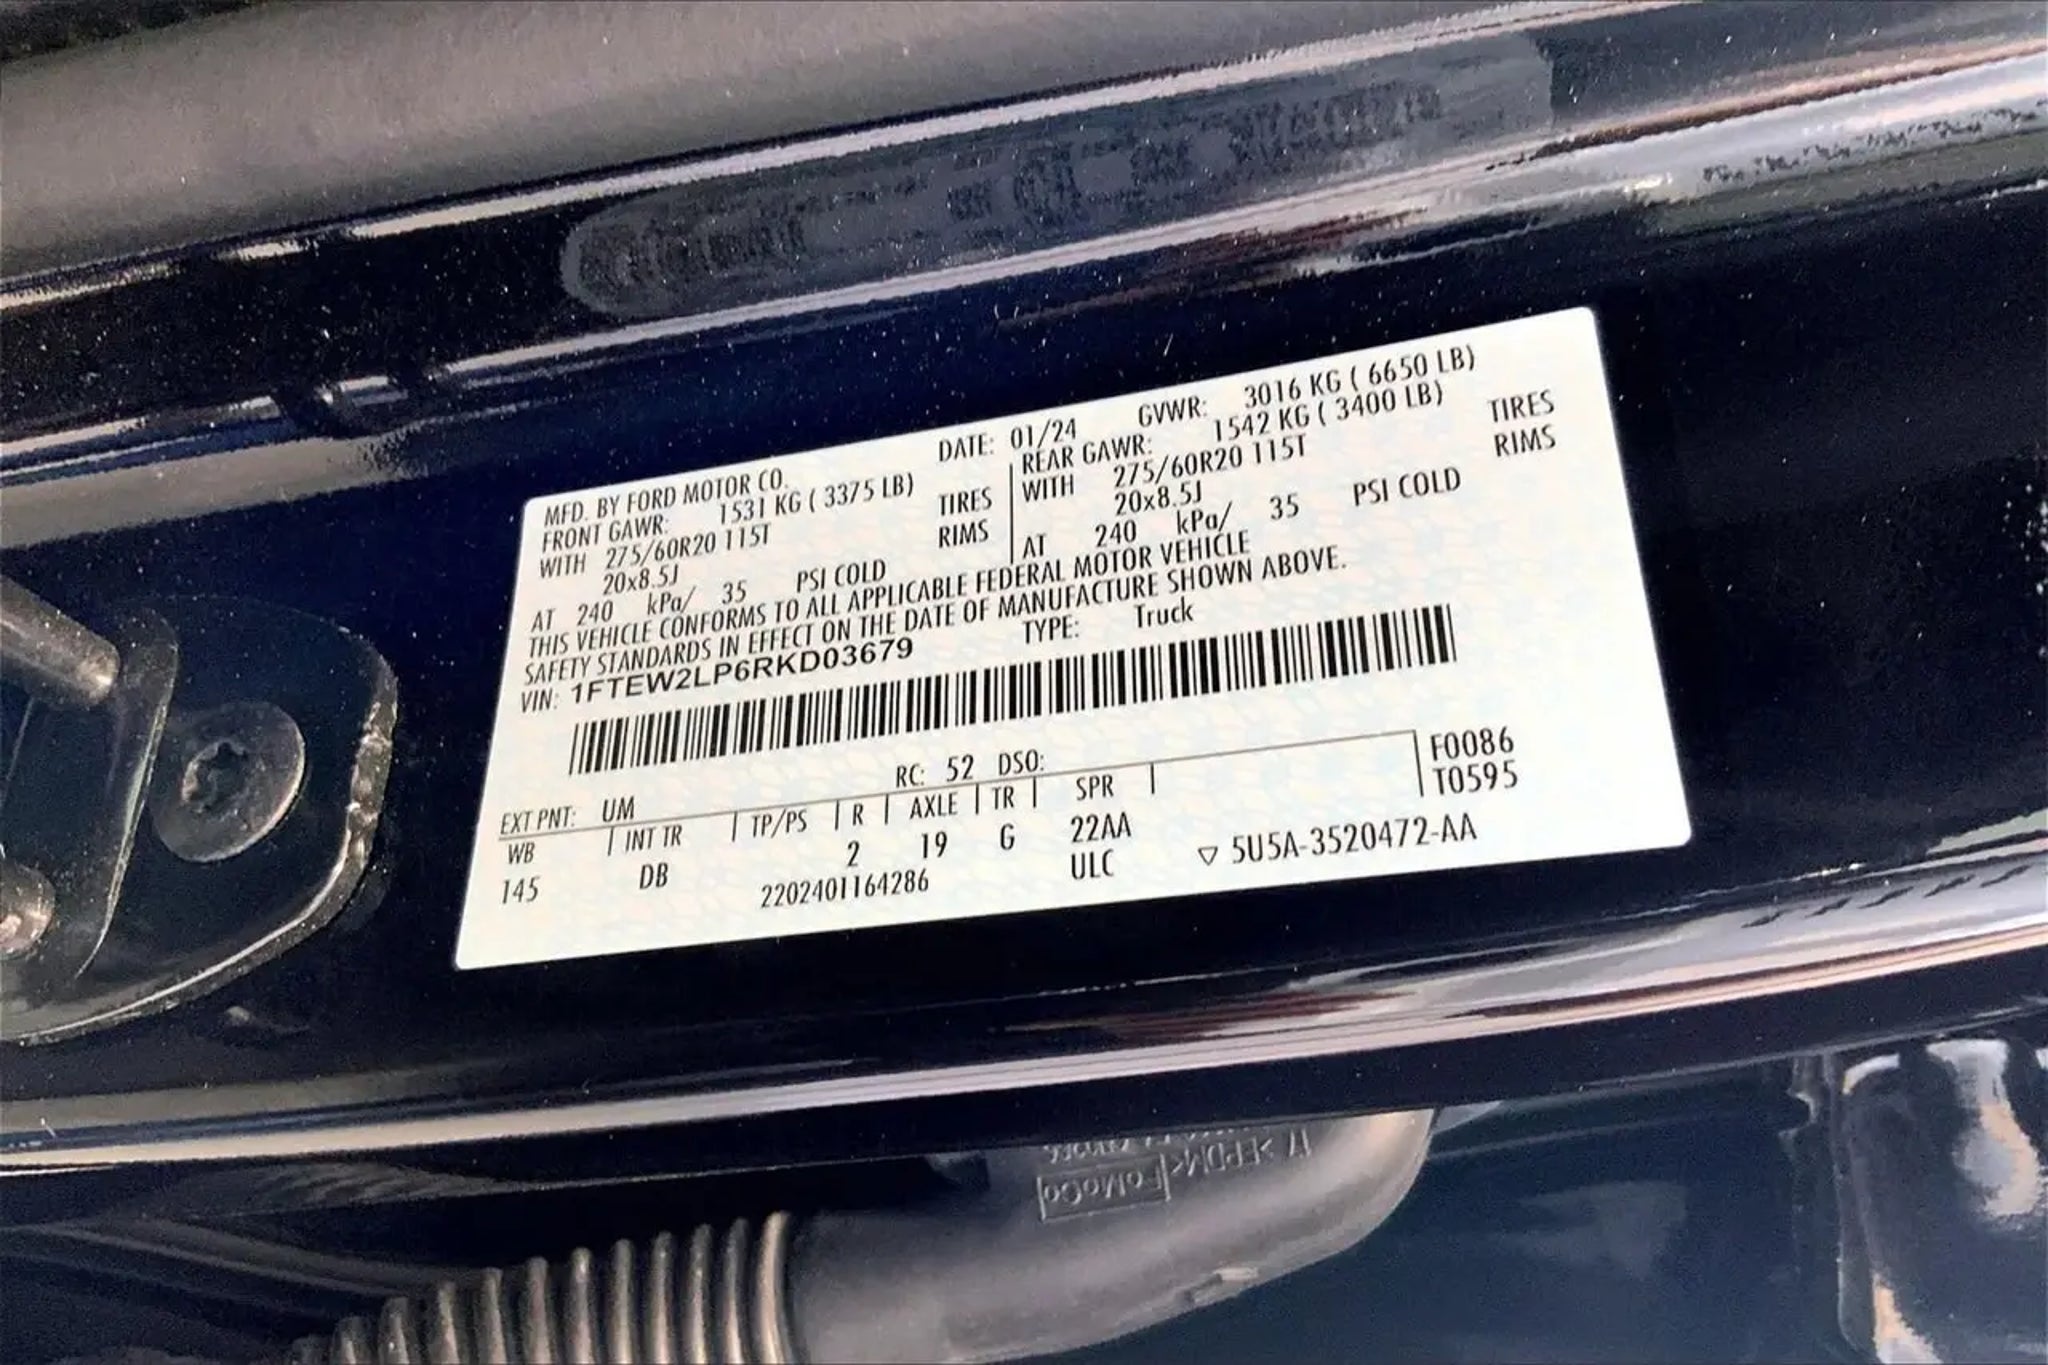 MFD. BY FORD MOTOR CO. DATE: 01/24 GVWR: 3016 KG ( 6650 LB)
FRONT GAWR: 1531 KG ( 3375 LB) REAR GAWR: 1542 KG ( 3400 LB)
WITH 275/60R20 115T TIRES WITH 275/60R20 115T TIRES
20x8.5J RIMS 20x8.5J RIMS
AT 240 kPa/ 35 PSI COLD AT 240 kPa/ 35 PSI COLD
THIS VEHICLE CONFORMS TO ALL APPLICABLE FEDERAL MOTOR VEHICLE
SAFETY STANDARDS IN EFFECT ON THE DATE OF MANUFACTURE SHOWN ABOVE.
VIN: 1FTEW2LP6RKD03679 TYPE: Truck
EXT PNT: UM RC: 52 DSO: F0086
WB INT TR TP/PS R AXLE TR SPR T0595
145 DB 2 19 G 22AA
2202401164286 ULC ▽ 5U5A-3520472-AA
FoMoCo >EPDM<